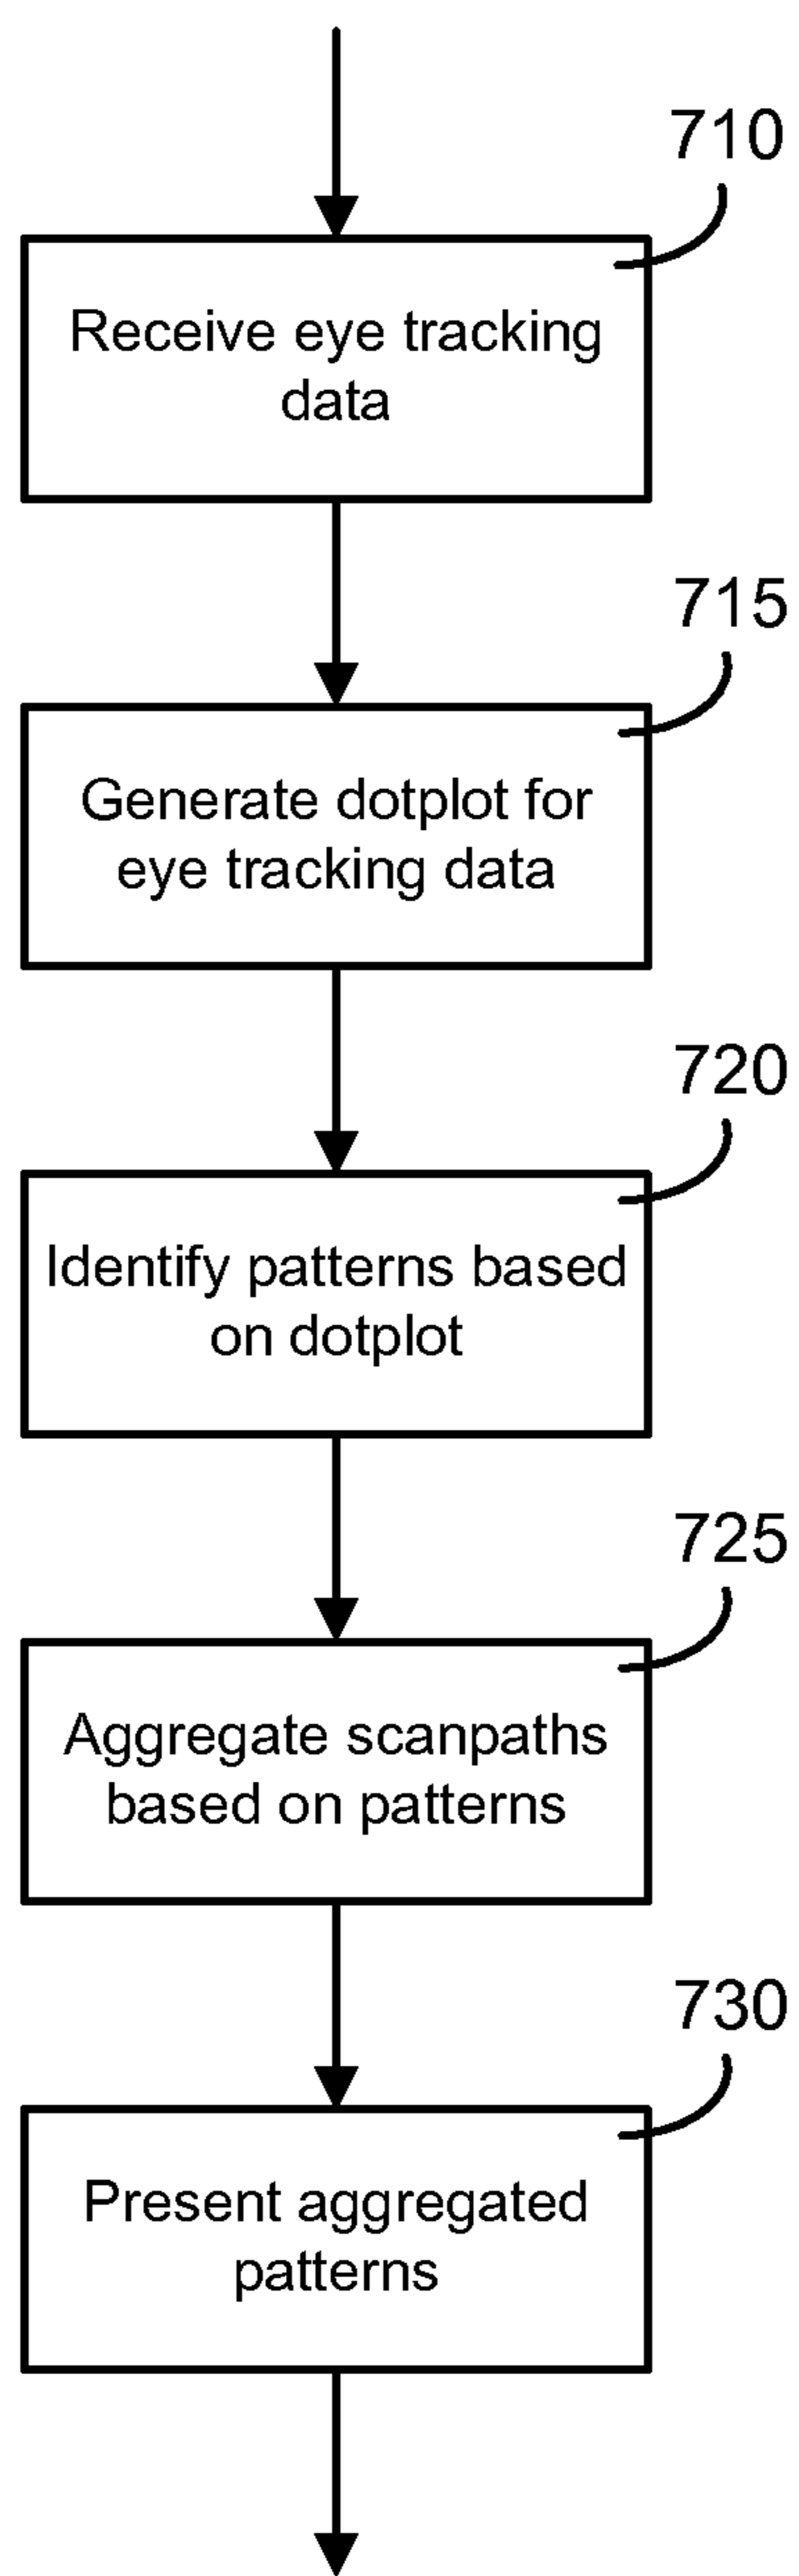 710
Receive eye tracking
data
715
Generate dotplot for
eye tracking data
720
Identify patterns based
on dotplot
725
Aggregate scanpaths
based on patterns
730
Present aggregated
patterns